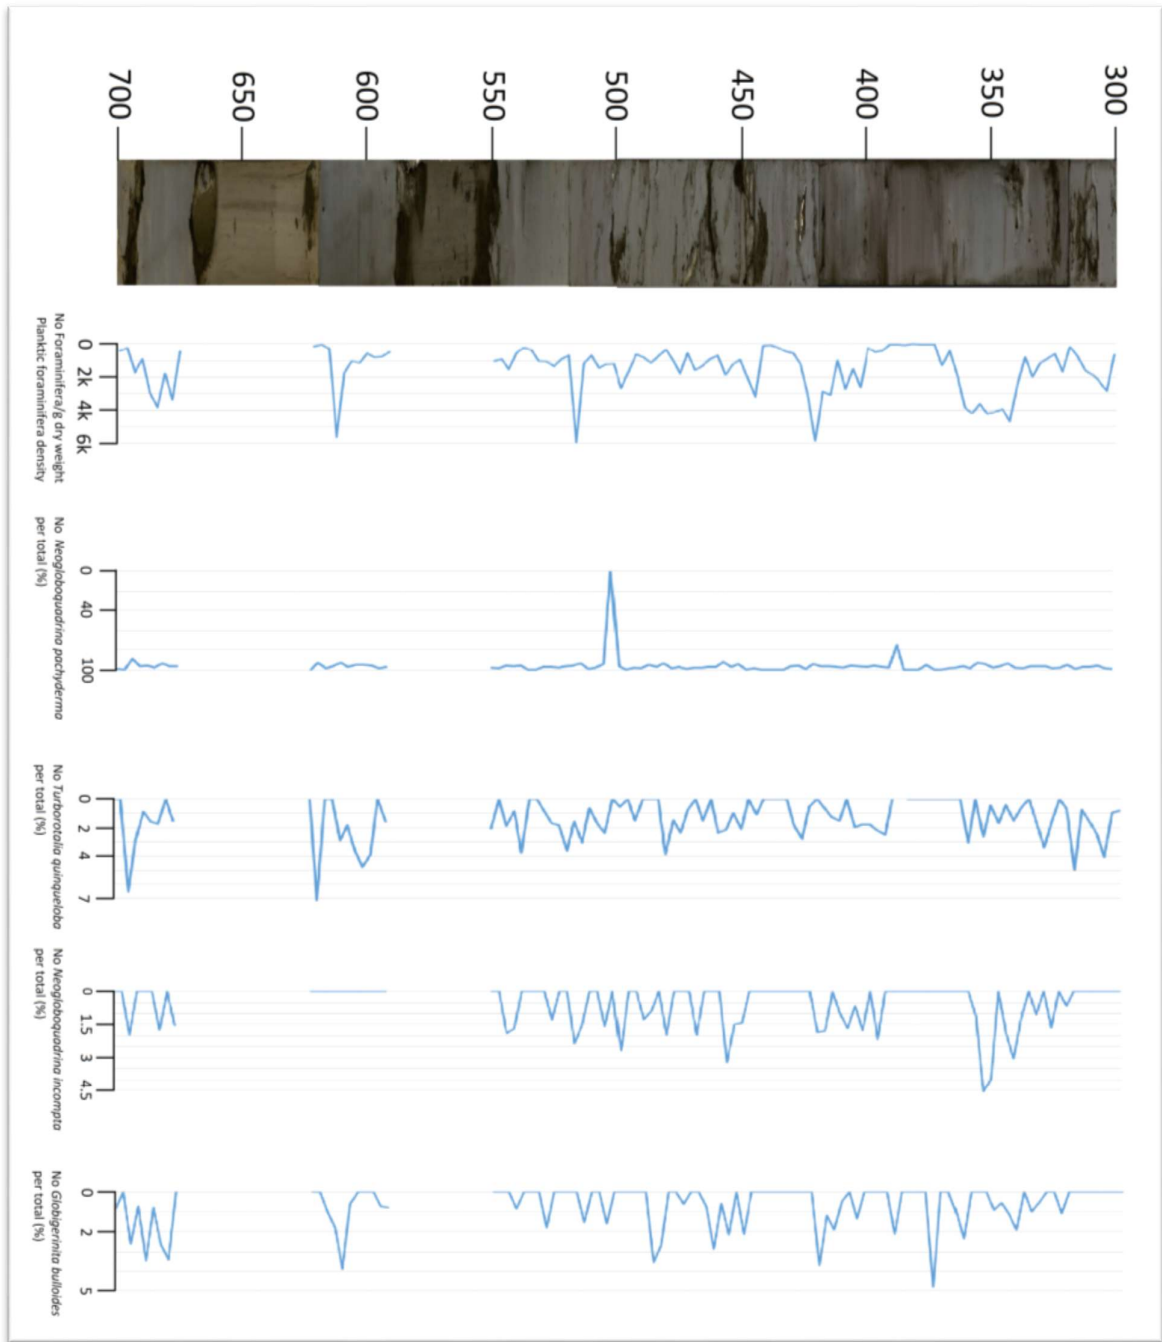 300
350
400
450
500
550
600
650
700
0
2k
4k
6k
No Foraminifera/g dry weight
Planktic foraminifera density
0
40
100
No Neogloboquadrina pachyderma
per total (%)
0
2
4
7
No Turborotalia quinqueloba
per total (%)
0
1.5
3
4.5
No Neogloboquadrina incompta
per total (%)
0
2
5
No Globigerinita bulloides
per total (%)